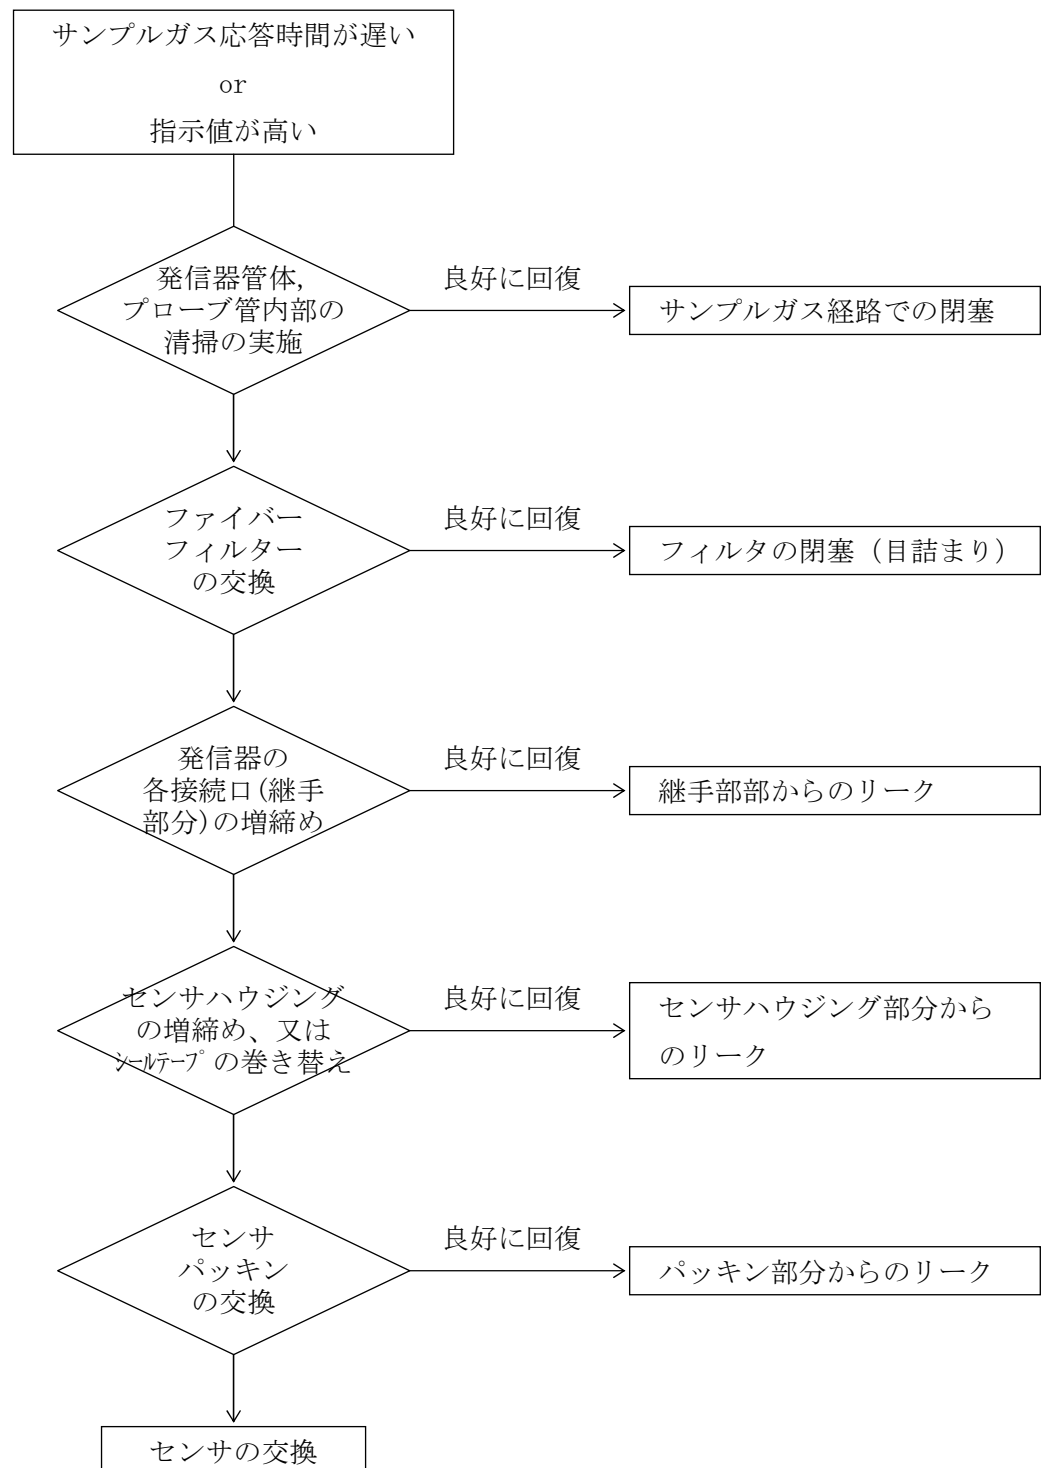 サンプルガス応答時間が遅い
or
指示値が高い
発信器管体,
プローブ管内部の
清掃の実施
良好に回復
サンプルガス経路での閉塞
ファイバー
フィルター
の交換
良好に回復
フィルタの閉塞（目詰まり）
発信器の
各接続口(継手
部分)の増締め
良好に回復
継手部部からのリーク
センサハウジング
の増締め、又は
ｼｰﾙﾃｰﾌﾟの巻き替え
良好に回復
センサハウジング部分から
のリーク
センサ
パッキン
の交換
良好に回復
パッキン部分からのリーク
センサの交換